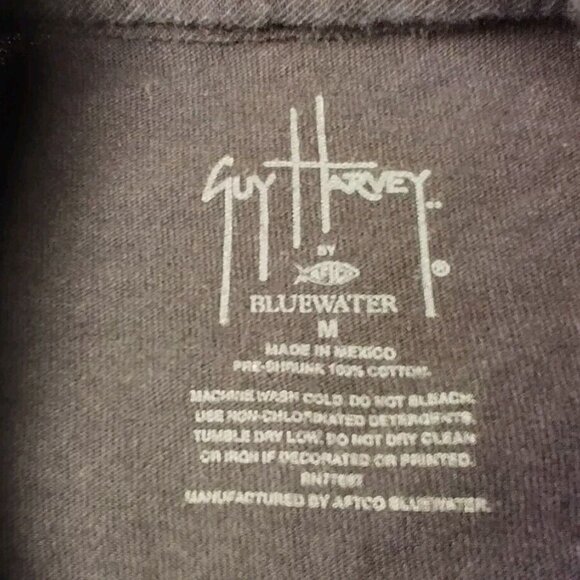 GUY HARVEY
BY
AFTCO ®
BLUEWATER
M
MADE IN MEXICO
PRE-SHRUNK 100% COTTON.
MACHINE WASH COLD. DO NOT BLEACH.
USE NON-CHLORINATED DETERGENTS.
TUMBLE DRY LOW. DO NOT DRY CLEAN
OR IRON IF DECORATED OR PRINTED.
MANUFACTURED BY AFTCO BLUEWATER.